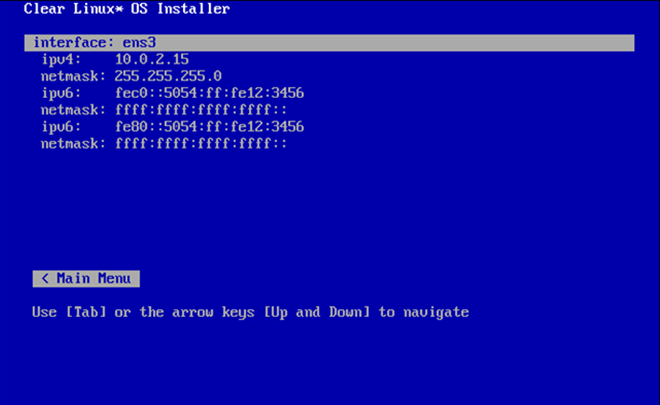 Clear Linux* OS Installer
interface: ens3
ipv4: 10.0.2.15
netmask: 255.255.255.0
ipv6: fec0::5054:ff:fe12:3456
netmask: ffff:ffff:ffff:ffff::
ipv6: fe80::5054:ff:fe12:3456
netmask: ffff:ffff:ffff:ffff::
< Main Menu
Use [Tab] or the arrow keys [Up and Down] to navigate